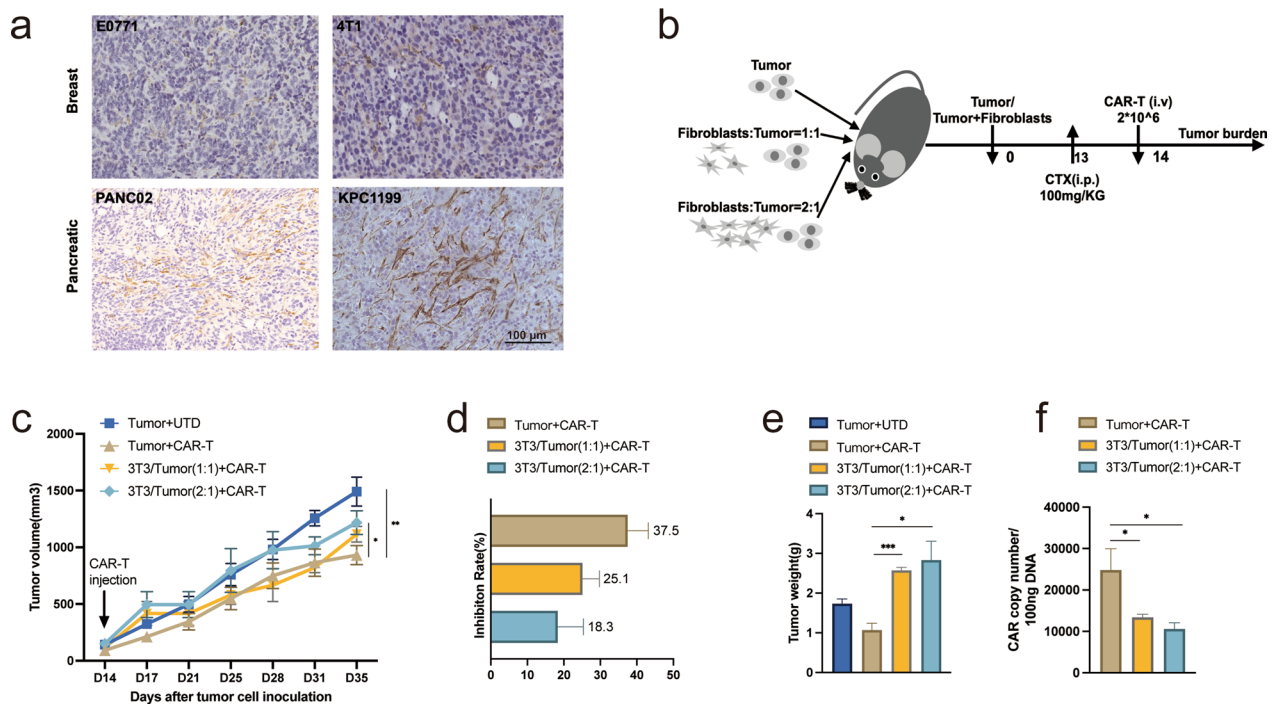 a
E0771
4T1
Breast
PANC02
KPC1199
Pancreatic
100 μm
b
Tumor
Fibroblasts:Tumor=1:1
Fibroblasts:Tumor=2:1
Tumor/
Tumor+Fibroblasts
0
13
CTX(i.p.)
100mg/KG
CAR-T (i.v)
2*10^6
14
Tumor burden
c
Tumor+UTD
Tumor+CAR-T
3T3/Tumor(1:1)+CAR-T
3T3/Tumor(2:1)+CAR-T
Tumor volume(mm3)
2000
1500
1000
500
0
CAR-T
injection
*
**
D14 D17 D21 D25 D28 D31 D35
Days after tumor cell inoculation
d
Tumor+CAR-T
3T3/Tumor(1:1)+CAR-T
3T3/Tumor(2:1)+CAR-T
Inhibiton Rate(%)
37.5
25.1
18.3
0 10 20 30 40 50
e
Tumor+UTD
Tumor+CAR-T
3T3/Tumor(1:1)+CAR-T
3T3/Tumor(2:1)+CAR-T
Tumor weight(g)
4
3
2
1
0
*
***
f
Tumor+CAR-T
3T3/Tumor(1:1)+CAR-T
3T3/Tumor(2:1)+CAR-T
CAR copy number/
100ng DNA
40000
30000
20000
10000
0
*
*